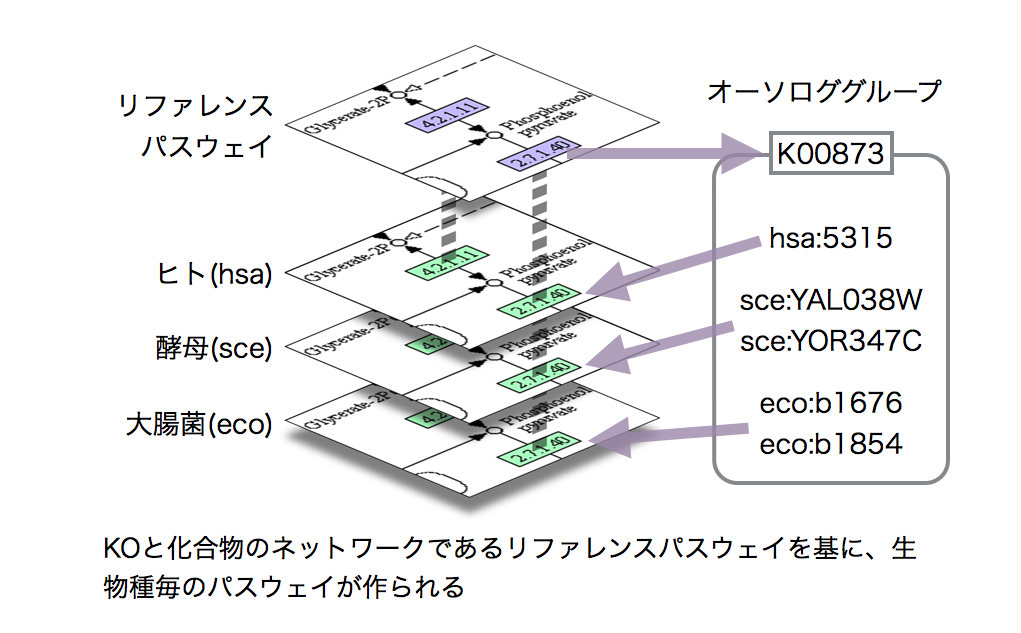 リファレンス
パスウェイ
Glycerate-2P
4.2.1.11
Phosphoenol
pyruvate
2.7.1.40
オーソロググループ
K00873
ヒト(hsa)
Glycerate-2P
4.2.1.11
Phosphoenol
pyruvate
2.7.1.40
hsa:5315
酵母(sce)
Glycerate-2P
4.2
Phosphoenol
pyruvate
2.7.1.40
sce:YAL038W
sce:YOR347C
大腸菌(eco)
Glycerate-2P
4.2
Phosphoenol
pyruvate
2.7.1.40
eco:b1676
eco:b1854
KOと化合物のネットワークであるリファレンスパスウェイを基に、生
物種毎のパスウェイが作られる